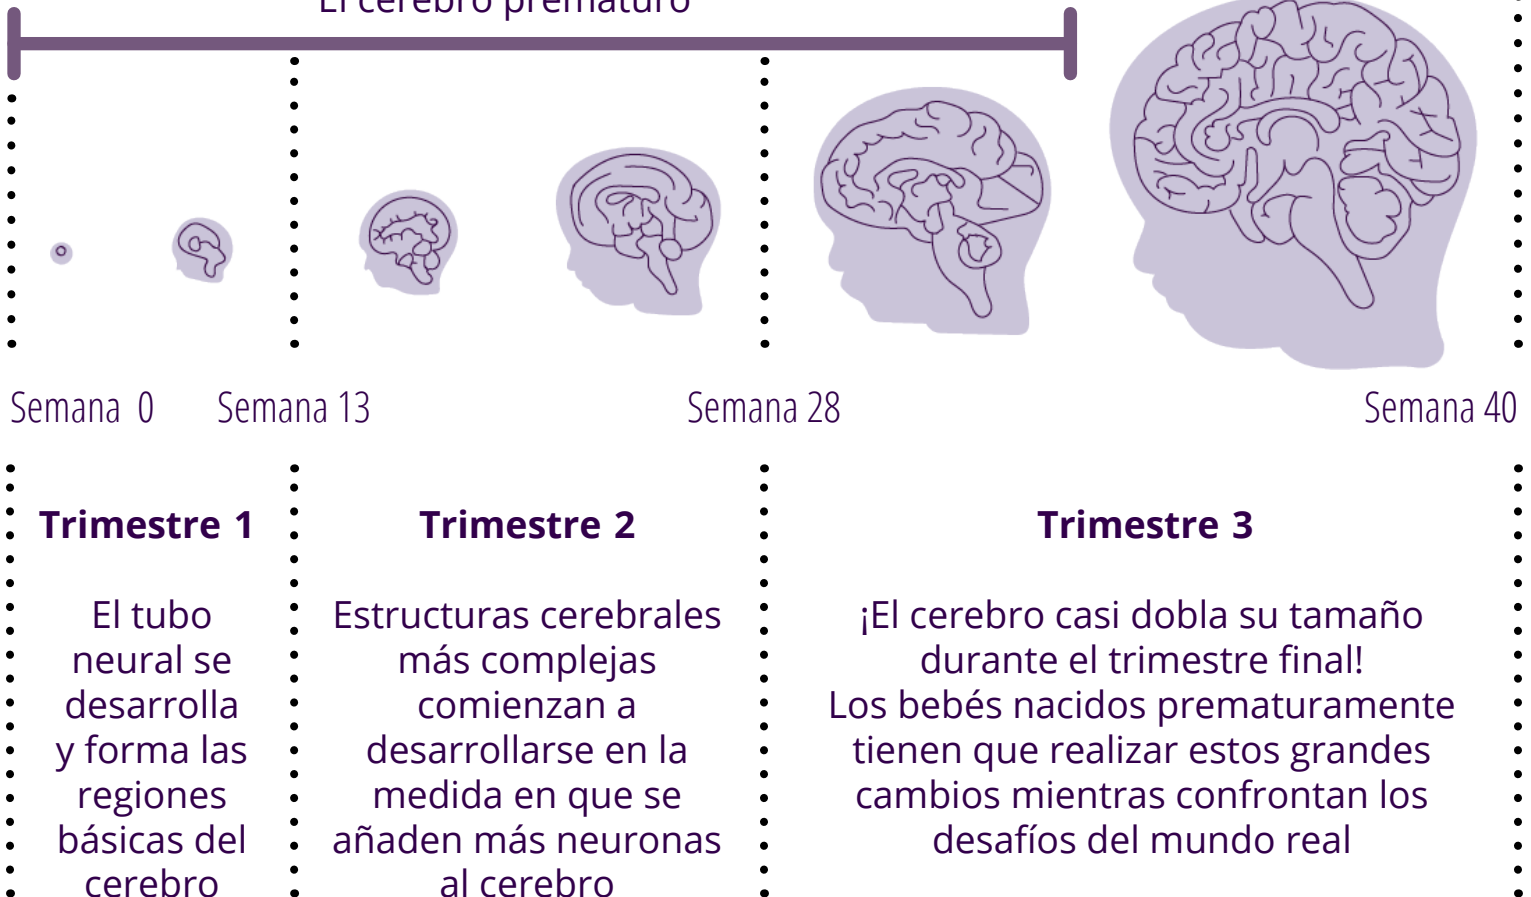 El cerebro prematuro
Semana 0
Semana 13
Semana 28
Semana 40
Trimestre 1
El tubo
neural se
desarrolla
y forma las
regiones
básicas del
cerebro
Trimestre 2
Estructuras cerebrales
más complejas
comienzan a
desarrollarse en la
medida en que se
añaden más neuronas
al cerebro
Trimestre 3
¡El cerebro casi dobla su tamaño
durante el trimestre final!
Los bebés nacidos prematuramente
tienen que realizar estos grandes
cambios mientras confrontan los
desafíos del mundo real